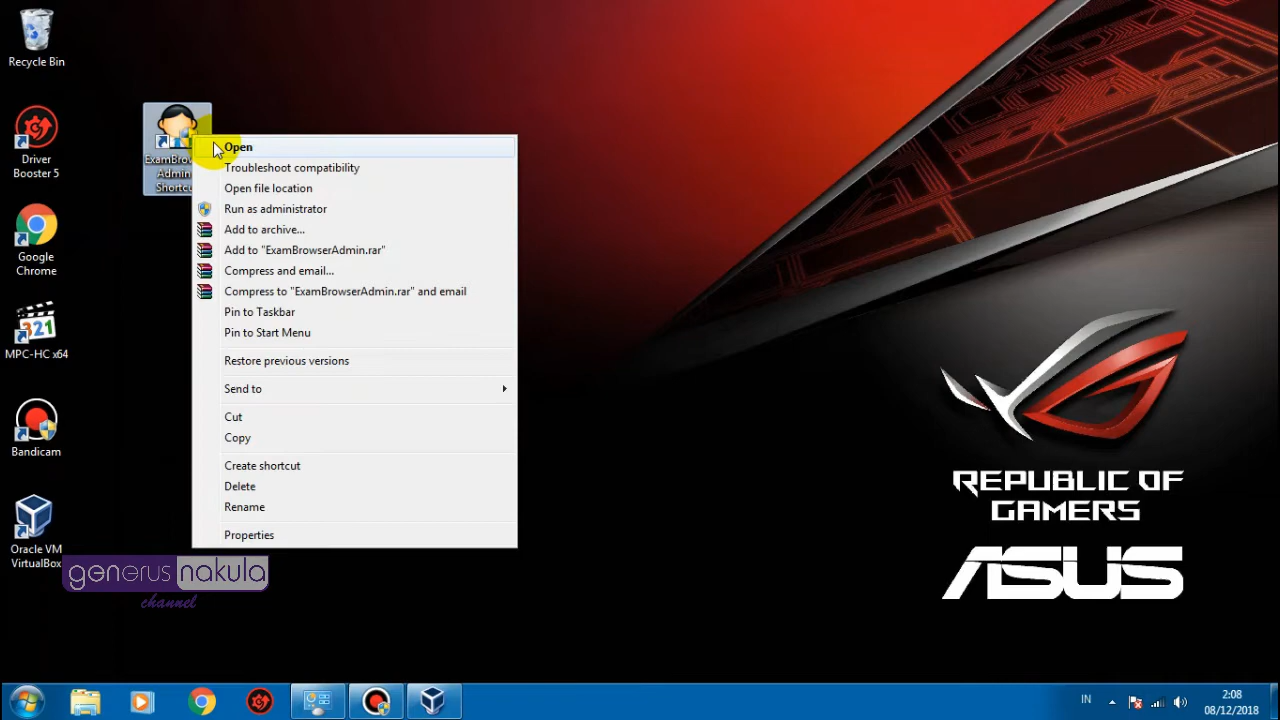 Recycle Bin
Driver
Booster 5
Google
Chrome
MPC-HC x64
Bandicam
Oracle VM
VirtualBox
Admin
Open
Troubleshoot compatibility
Open file location
Run as administrator
Add to archive...
Add to "ExamBrowserAdmin.rar"
Compress and email...
Compress to "ExamBrowserAdmin.rar" and email
Pin to Taskbar
Pin to Start Menu
Restore previous versions
Send to
Cut
Copy
Create shortcut
Delete
Rename
Properties
generus nakula
channel
REPUBLIC OF
GAMERS
ASUS
IN
2:08
08/12/2018